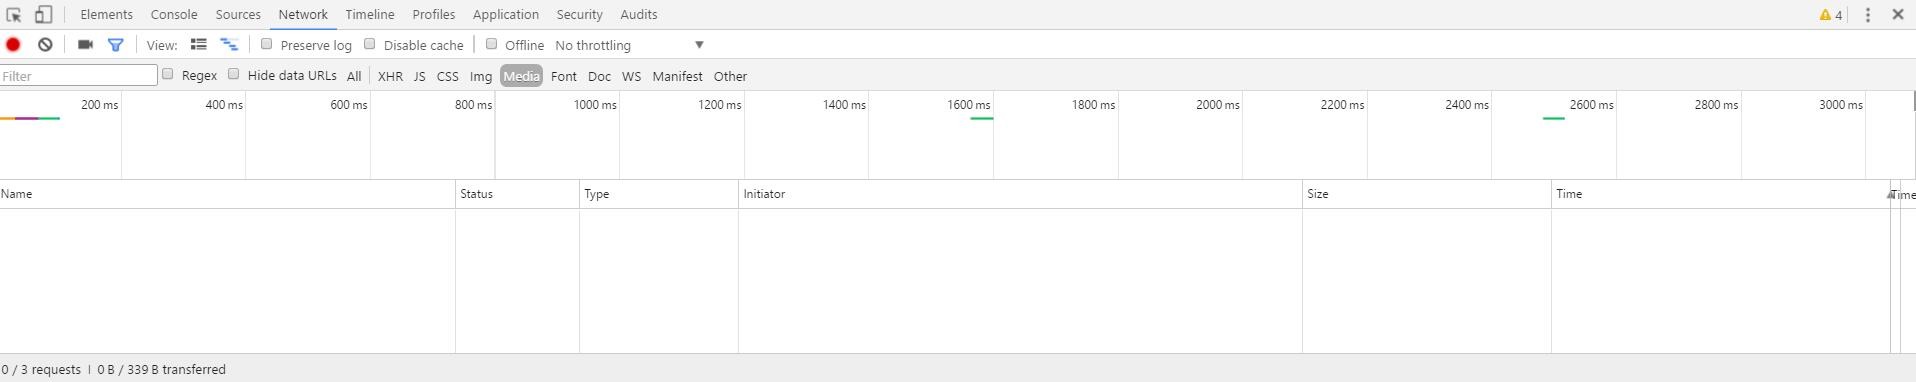 Elements Console Sources Network Timeline Profiles Application Security Audits 4
View: Preserve log Disable cache Offline No throttling
Filter Regex Hide data URLs All XHR JS CSS Img Media Font Doc WS Manifest Other
200 ms 400 ms 600 ms 800 ms 1000 ms 1200 ms 1400 ms 1600 ms 1800 ms 2000 ms 2200 ms 2400 ms 2600 ms 2800 ms 3000 ms
Name Status Type Initiator Size Time Time
0 / 3 requests | 0 B / 339 B transferred